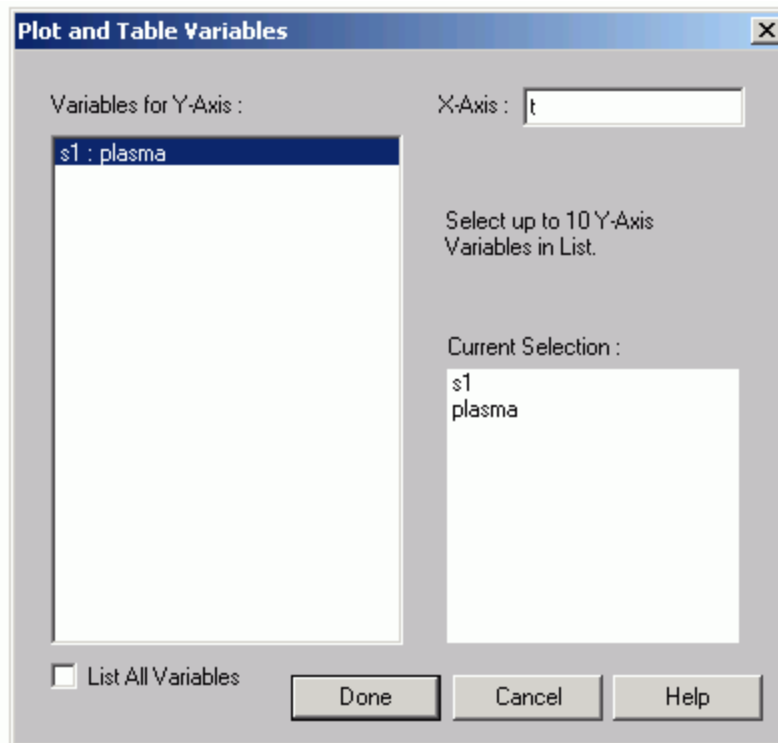 Plot and Table Variables
Variables for Y-Axis :
X-Axis : t
s1 : plasma
Select up to 10 Y-Axis
Variables in List.
Current Selection :
s1
plasma
List All Variables
Done
Cancel
Help